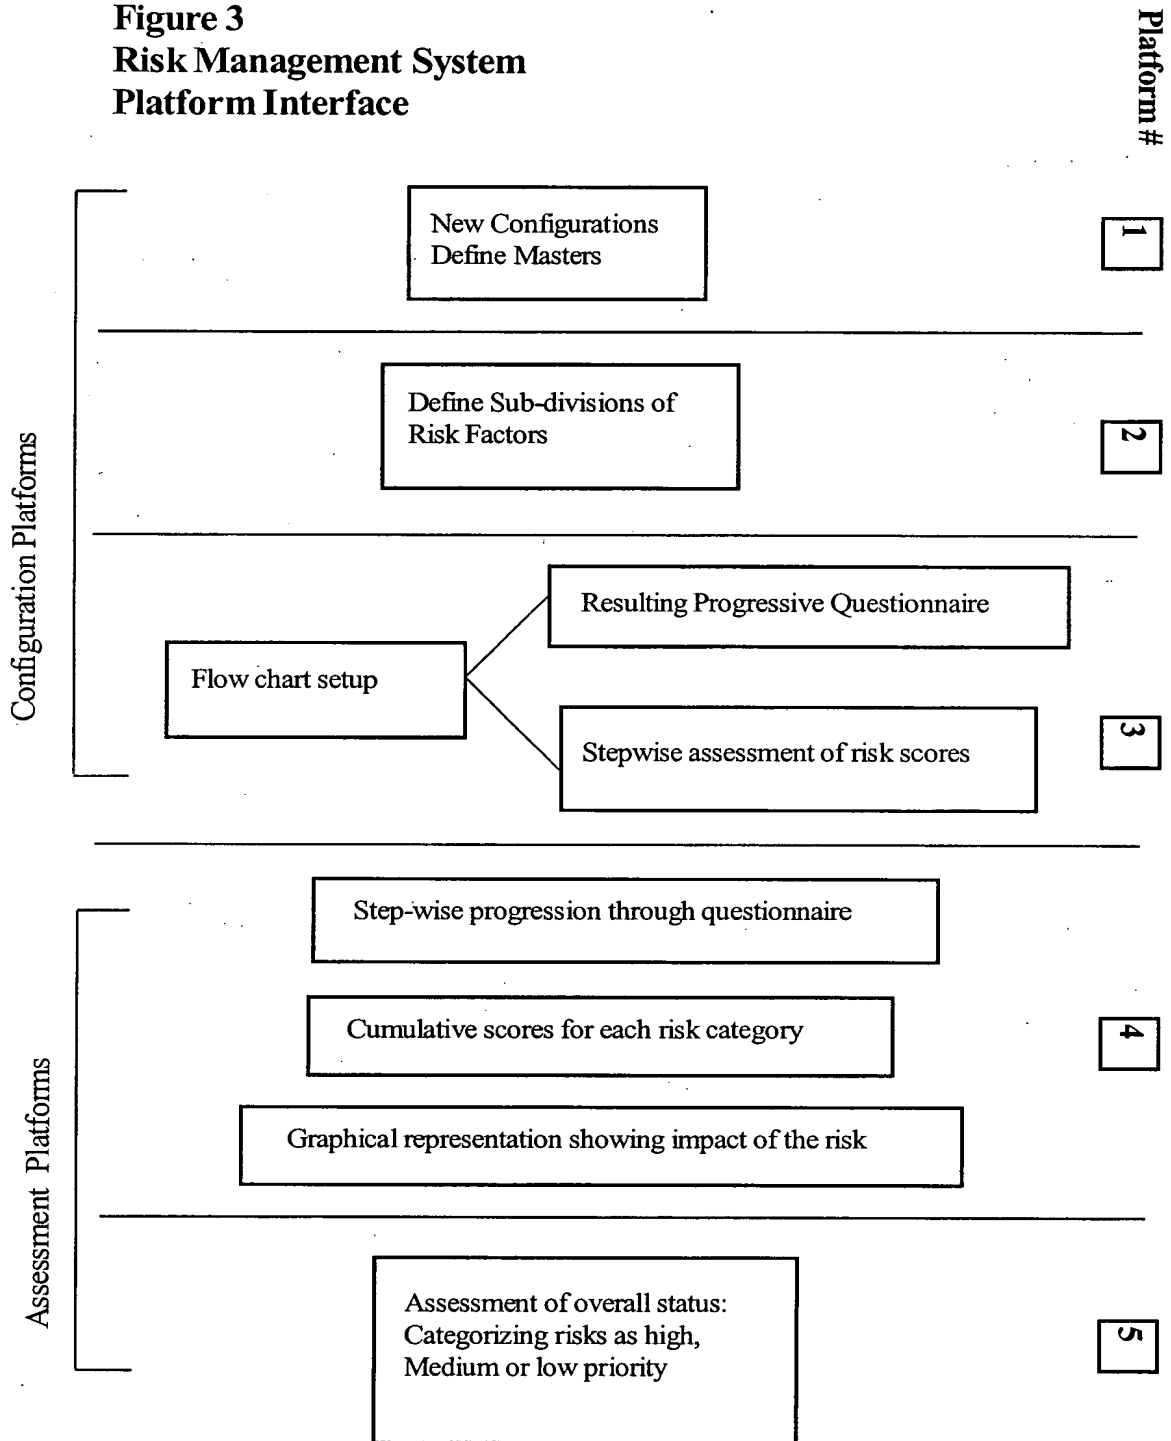 Figure 3
Risk Management System
Platform Interface
Platform #
New Configurations
Define Masters
1
Define Sub-divisions of
Risk Factors
2
Configuration Platforms
Resulting Progressive Questionnaire
Flow chart setup
Stepwise assessment of risk scores
3
Step-wise progression through questionnaire
Cumulative scores for each risk category
4
Graphical representation showing impact of the risk
Assessment Platforms
Assessment of overall status:
Categorizing risks as high,
Medium or low priority
5